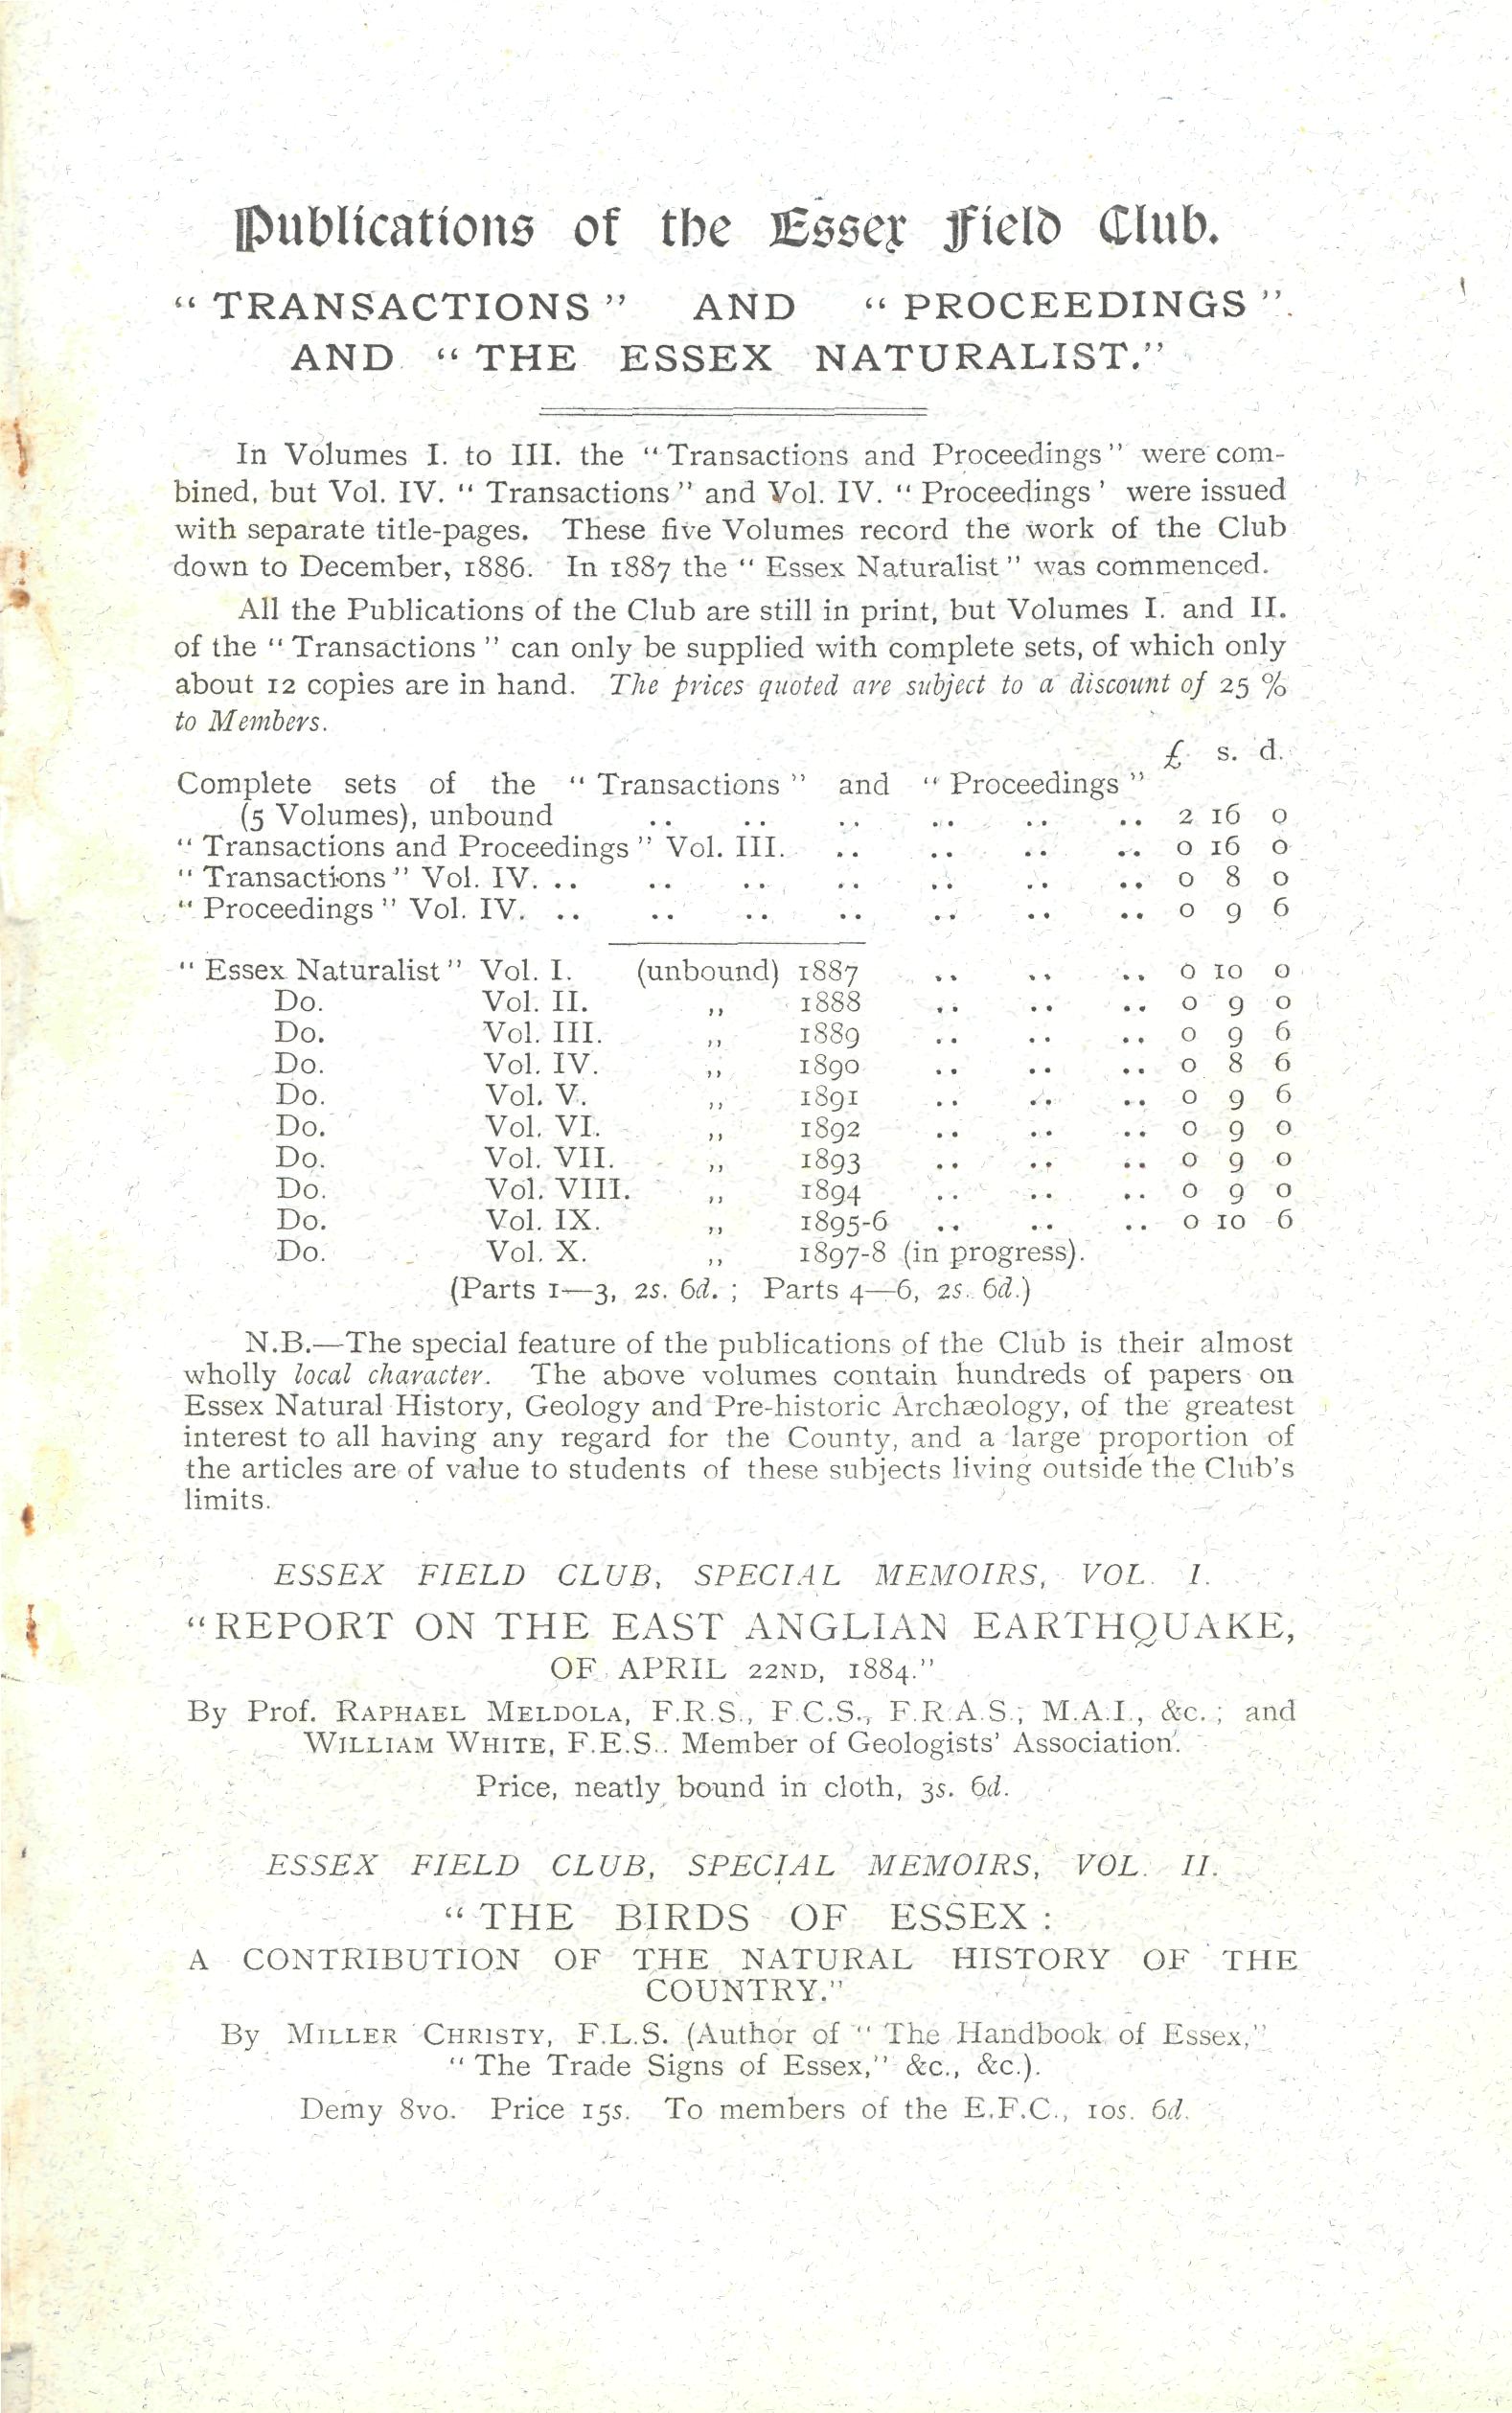 Publications of the Essex Field Club.
“ TRANSACTIONS ” AND “ PROCEEDINGS ”
AND “ THE ESSEX NATURALIST.”
In Volumes I. to III. the “ Transactions and Proceedings ” were com-
bined, but Vol. IV. “ Transactions ” and Vol. IV. “ Proceedings ’ were issued
with separate title-pages. These five Volumes record the work of the Club
down to December, 1886. In 1887 the “ Essex Naturalist ” was commenced.
All the Publications of the Club are still in print, but Volumes I. and II.
of the “ Transactions ” can only be supplied with complete sets, of which only
about 12 copies are in hand. The prices quoted are subject to a discount of 25 %
to Members.
£ s. d.
Complete sets of the “ Transactions ” and “ Proceedings ”
(5 Volumes), unbound .. .. .. .. .. .. 2 16 0
“ Transactions and Proceedings ” Vol. III. .. .. .. .. 0 16 0
“ Transactions ” Vol. IV. .. .. .. .. .. .. .. 0 8 0
“ Proceedings ” Vol. IV. .. .. .. .. .. .. .. 0 9 6
“ Essex Naturalist ” Vol. I. (unbound) 1887 .. .. .. 0 10 0
Do. Vol. II. ,, 1888 .. .. .. 0 9 0
Do. Vol. III. ,, 1889 .. .. .. 0 9 6
Do. Vol. IV. ,, 1890 .. .. .. 0 8 6
Do. Vol. V. ,, 1891 .. .. .. 0 9 6
Do. Vol. VI. ,, 1892 .. .. .. 0 9 0
Do. Vol. VII. ,, 1893 .. .. .. 0 9 0
Do. Vol. VIII. ,, 1894 .. .. .. 0 9 0
Do. Vol. IX. ,, 1895-6 .. .. .. 0 10 6
Do. Vol. X. ,, 1897-8 (in progress).
(Parts 1—3, 2s. 6d. ; Parts 4—6, 2s. 6d.)
N.B.—The special feature of the publications of the Club is their almost
wholly local character. The above volumes contain hundreds of papers on
Essex Natural History, Geology and Pre-historic Archæology, of the greatest
interest to all having any regard for the County, and a large proportion of
the articles are of value to students of these subjects living outside the Club’s
limits.
ESSEX FIELD CLUB, SPECIAL MEMOIRS, VOL. I.
“REPORT ON THE EAST ANGLIAN EARTHQUAKE,
OF APRIL 22ND, 1884.”
By Prof. RAPHAEL MELDOLA, F.R.S., F.C.S., F.R.A.S., M.A.I., &c. ; and
WILLIAM WHITE, F.E.S.. Member of Geologists’ Association.
Price, neatly bound in cloth, 3s. 6d.
ESSEX FIELD CLUB, SPECIAL MEMOIRS, VOL. II.
“ THE BIRDS OF ESSEX :
A CONTRIBUTION OF THE NATURAL HISTORY OF THE
COUNTRY.”
By MILLER CHRISTY, F.L.S. (Author of “ The Handbook of Essex,”
“ The Trade Signs of Essex,” &c., &c.).
Demy 8vo. Price 15s. To members of the E.F.C., 10s. 6d.